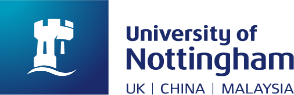 University of
Nottingham
UK | CHINA | MALAYSIA